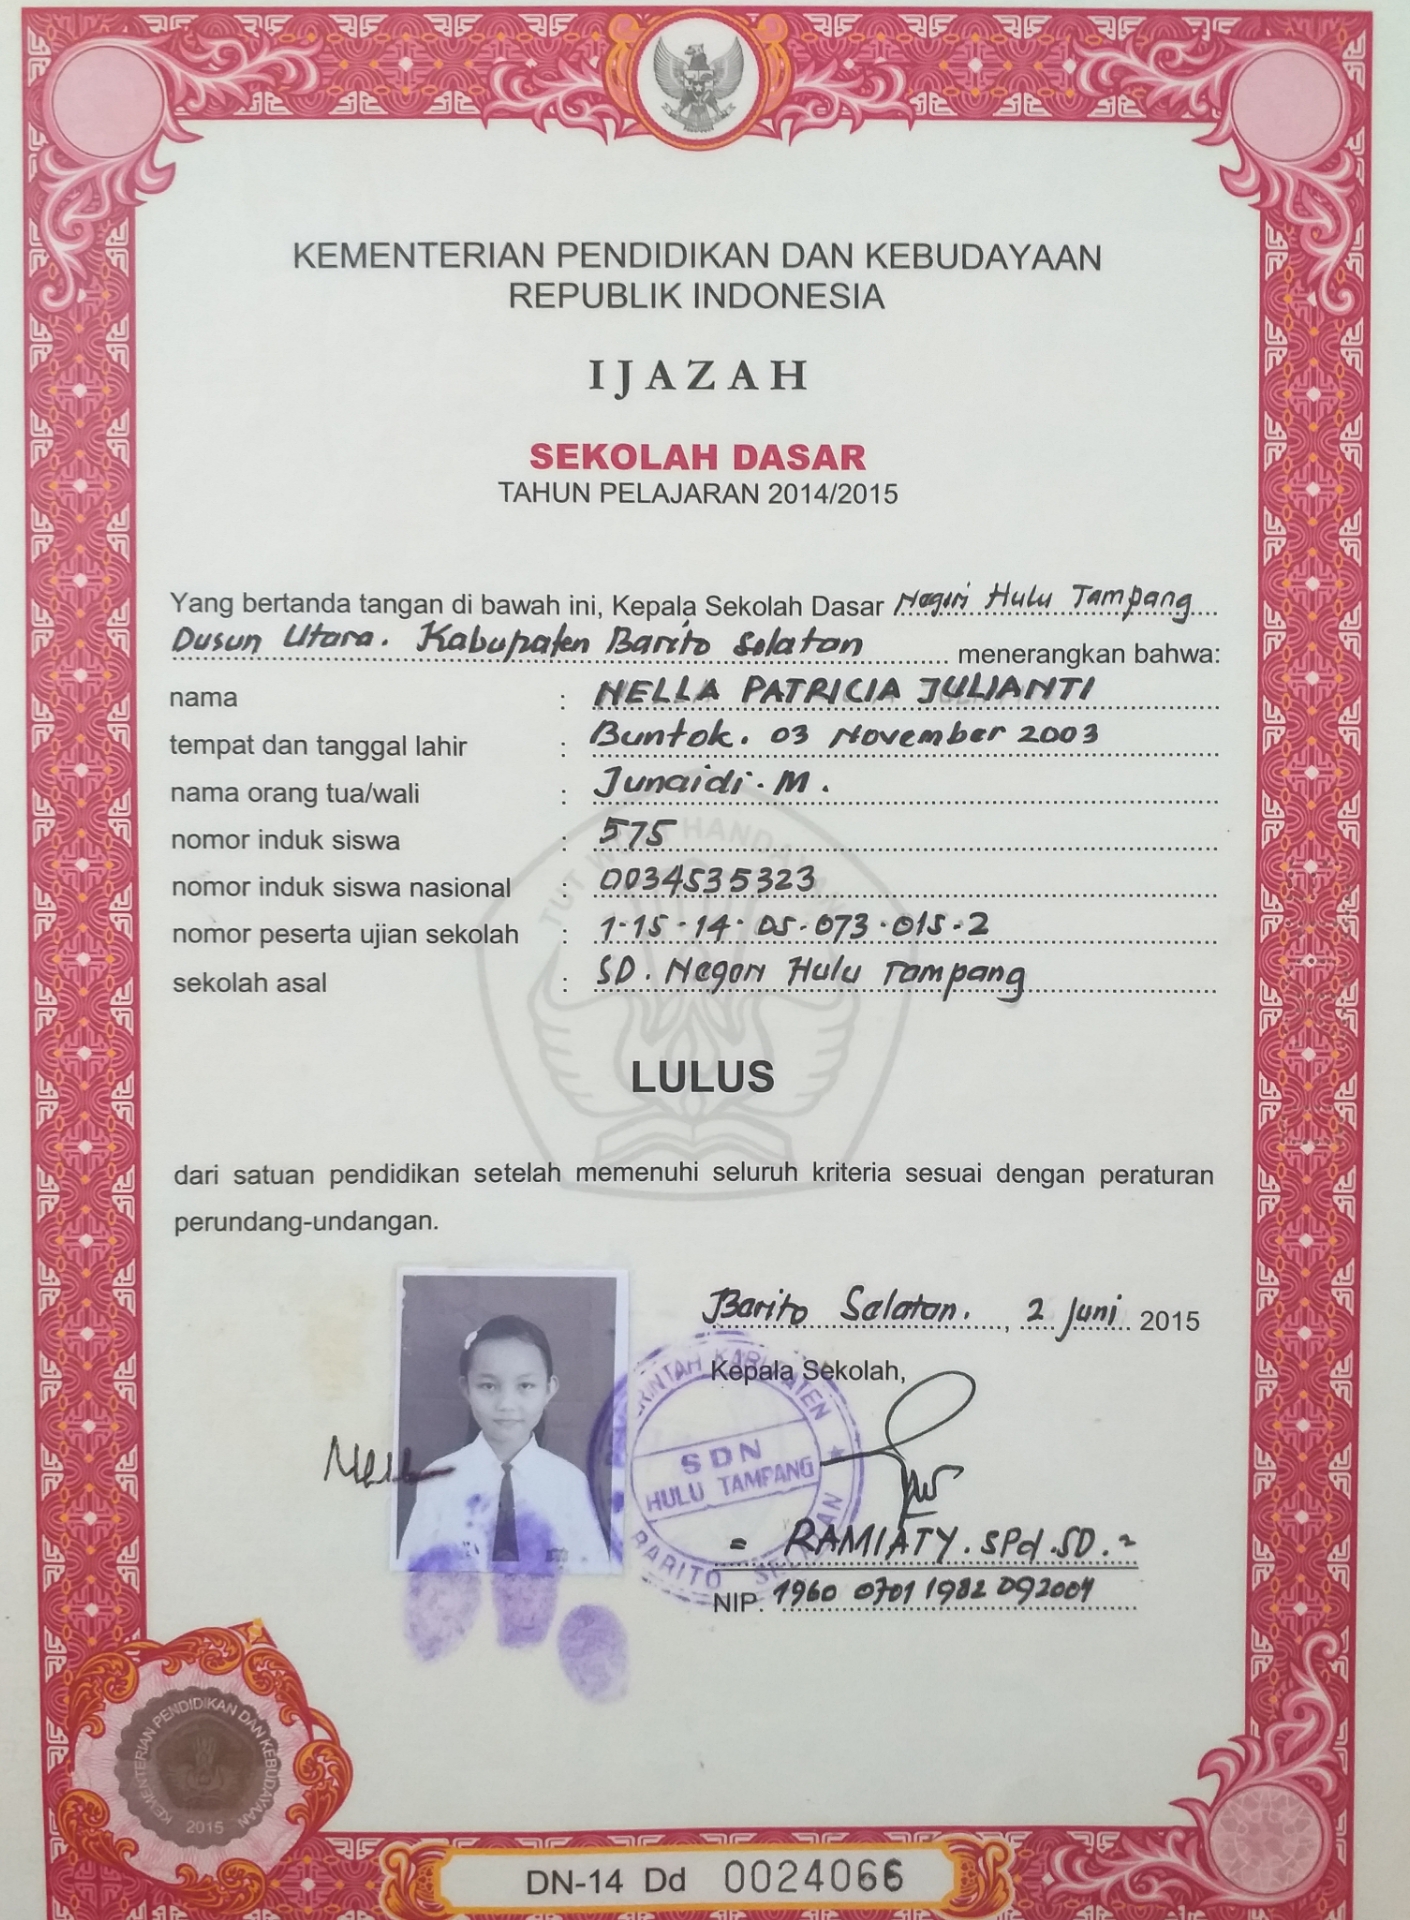 KEMENTERIAN PENDIDIKAN DAN KEBUDAYAAN
REPUBLIK INDONESIA
IJAZAH
SEKOLAH DASAR
TAHUN PELAJARAN 2014/2015
Yang bertanda tangan di bawah ini, Kepala Sekolah Dasar Negeri Hulu Tampang
Dusun Utara. Kabupaten Barito Selatan menerangkan bahwa:
nama : NELLA PATRICIA JULIANTI
tempat dan tanggal lahir : Buntok. 03 November 2003
nama orang tua/wali : Junaidi. M.
nomor induk siswa : 575
nomor induk siswa nasional : 0034535323
nomor peserta ujian sekolah : 1-15-14-05-073-015-2
sekolah asal : SD. Negeri Hulu Tampang
TUT WURI HANDAYANI
LULUS
dari satuan pendidikan setelah memenuhi seluruh kriteria sesuai dengan peraturan
perundang-undangan.
Barito Selatan, 2 Juni 2015
Kepala Sekolah,
PEMERINTAH KABUPATEN
SDN
HULU TAMPANG
BARITO SELATAN
= RAMIATY. SPd.SD. =
NIP. 1960 0701 1982 092004
KEMENTERIAN PENDIDIKAN DAN KEBUDAYAAN
2015
DN-14 Dd 0024066